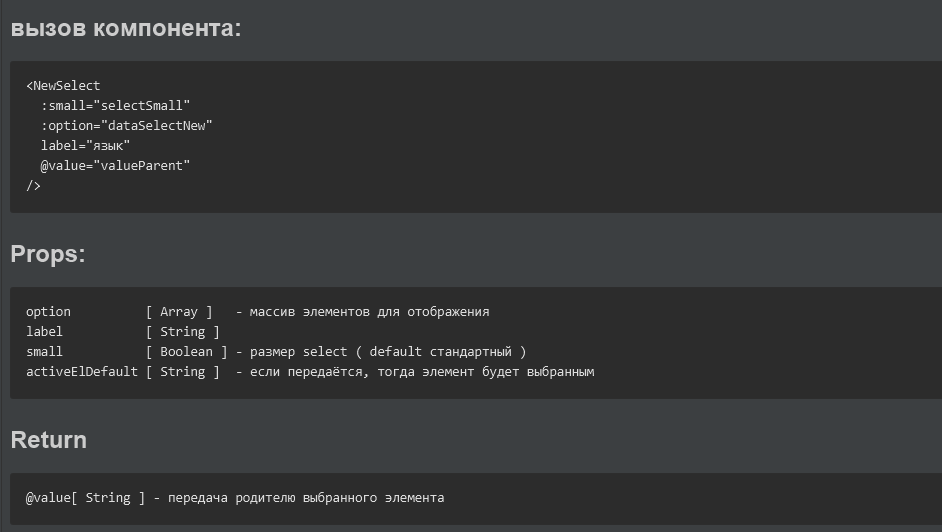 вызов компонента:
<NewSelect
  :small="selectSmall"
  :option="dataSelectNew"
  label="язык"
  @value="valueParent"
/>
Props:
option          [ Array ]   - массив элементов для отображения
label           [ String ]
small           [ Boolean ] - размер select ( default стандартный )
activeElDefault [ String ]  - если передаётся, тогда элемент будет выбранным
Return
@value[ String ] - передача родителю выбранного элемента